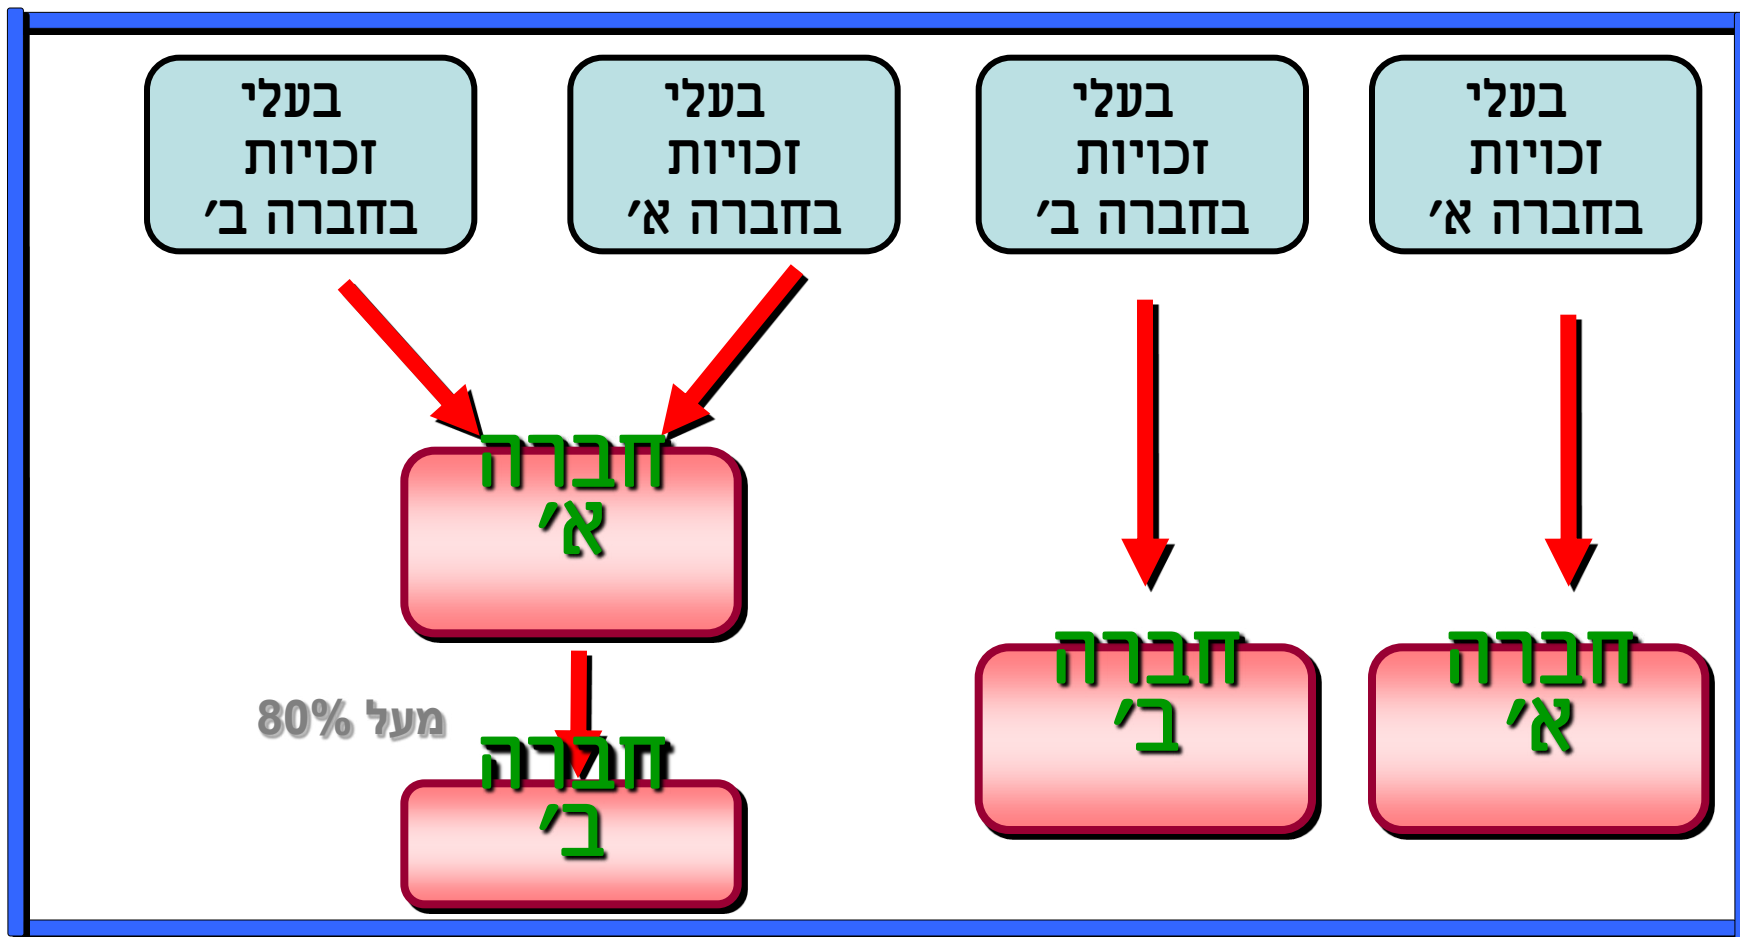 בעלי
זכויות
בחברה א׳
בעלי
זכויות
בחברה ב׳
בעלי
זכויות
בחברה א׳
בעלי
זכויות
בחברה ב׳
חברה
א׳
חברה
ב׳
חברה
א׳
מעל 80%
חברה
ב׳